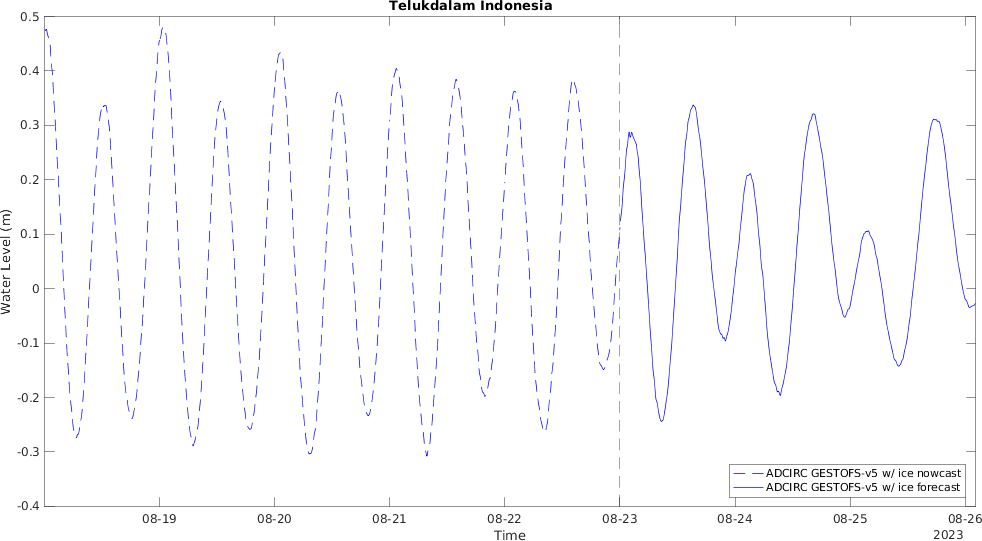 Telukdalam Indonesia
Water Level (m)
0.5
0.4
0.3
0.2
0.1
0
-0.1
-0.2
-0.3
-0.4
ADCIRC GESTOFS-v5 w/ ice nowcast
ADCIRC GESTOFS-v5 w/ ice forecast
08-19 08-20 08-21 08-22 08-23 08-24 08-25 08-26
Time
2023